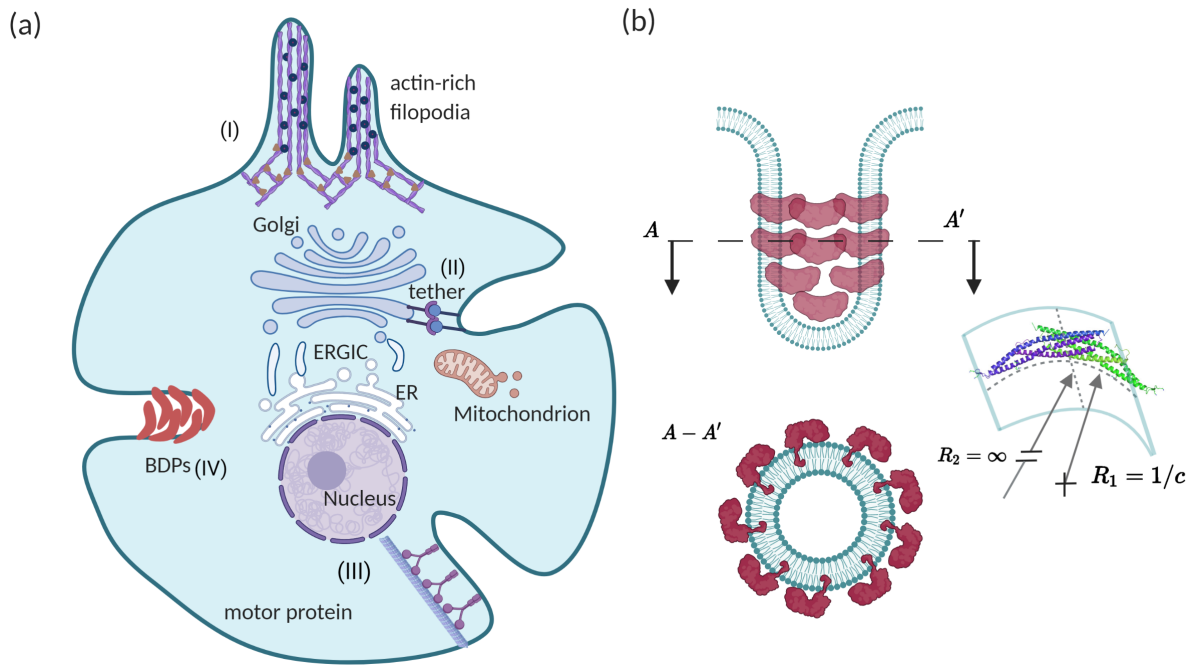 (a)
actin-rich
filopodia
(I)
Golgi
(II)
tether
ERGIC
ER
Mitochondrion
BDPs (IV)
Nucleus
(III)
motor protein
(b)
A
A′
A − A′
R₂ = ∞
R₁ = 1/c